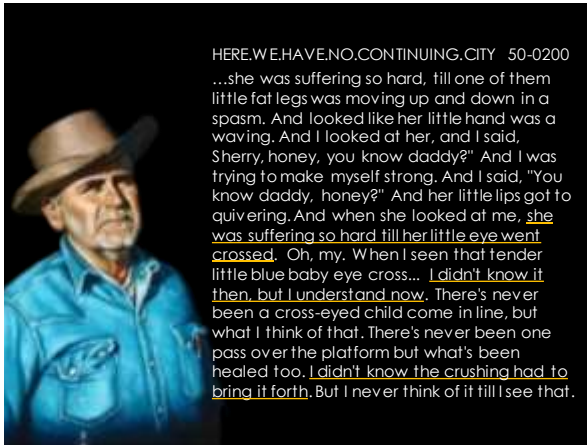 HERE.WE.HAVE.NO.CONTINUING.CITY 50-0200
…she was suffering so hard, till one of them
little fat legs was moving up and down in a
spasm. And looked like her little hand was a
waving. And I looked at her, and I said,
Sherry, honey, you know daddy?" And I was
trying to make myself strong. And I said, "You
know daddy, honey?" And her little lips got to
quivering. And when she looked at me, she
was suffering so hard till her little eye went
crossed. Oh, my. When I seen that tender
little blue baby eye cross... I didn't know it
then, but I understand now. There's never
been a cross-eyed child come in line, but
what I think of that. There's never been one
pass over the platform but what's been
healed too. I didn't know the crushing had to
bring it forth. But I never think of it till I see that.